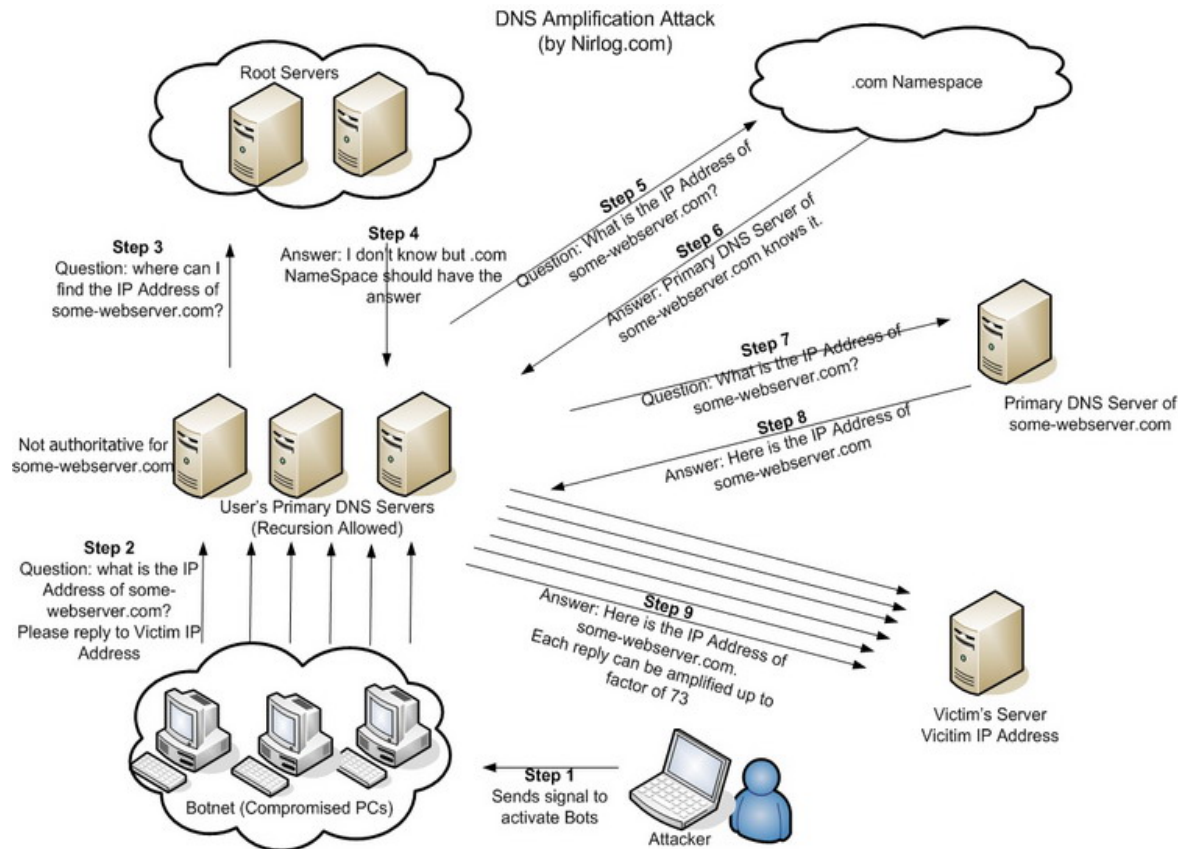 DNS Amplification Attack
(by Nirlog.com)
Root Servers
.com Namespace
Step 3
Question: where can I
find the IP Address of
some-webserver.com?
Step 4
Answer: I don't know but .com
NameSpace should have the
answer
Step 5
Question: What is the IP Address of
some-webserver.com?
Step 6
Answer: Primary DNS Server of
some-webserver.com knows it.
Step 7
Question: What is the IP Address of
some-webserver.com?
Step 8
Answer: Here is the IP Address of
some-webserver.com
Primary DNS Server of
some-webserver.com
Not authoritative for
some-webserver.com
User's Primary DNS Servers
(Recursion Allowed)
Step 2
Question: what is the IP
Address of some-
webserver.com?
Please reply to Victim IP
Address
Step 9
Answer: Here is the IP Address of
some-webserver.com.
Each reply can be amplified up to
factor of 73
Victim's Server
Vicitim IP Address
Botnet (Compromised PCs)
Step 1
Sends signal to
activate Bots
Attacker